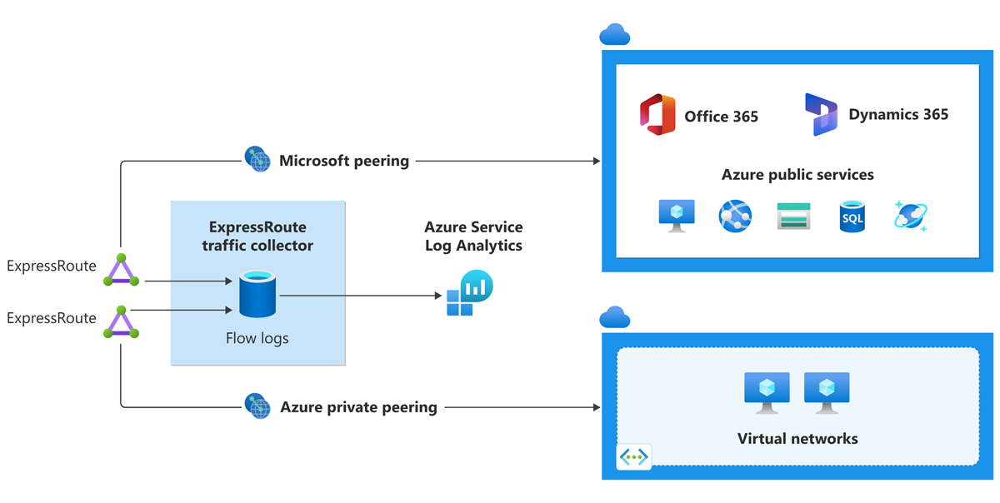 Office 365
Dynamics 365
Microsoft peering
Azure public services
SQL
ExpressRoute
traffic collector
Azure Service
Log Analytics
ExpressRoute
ExpressRoute
Flow logs
Azure private peering
Virtual networks